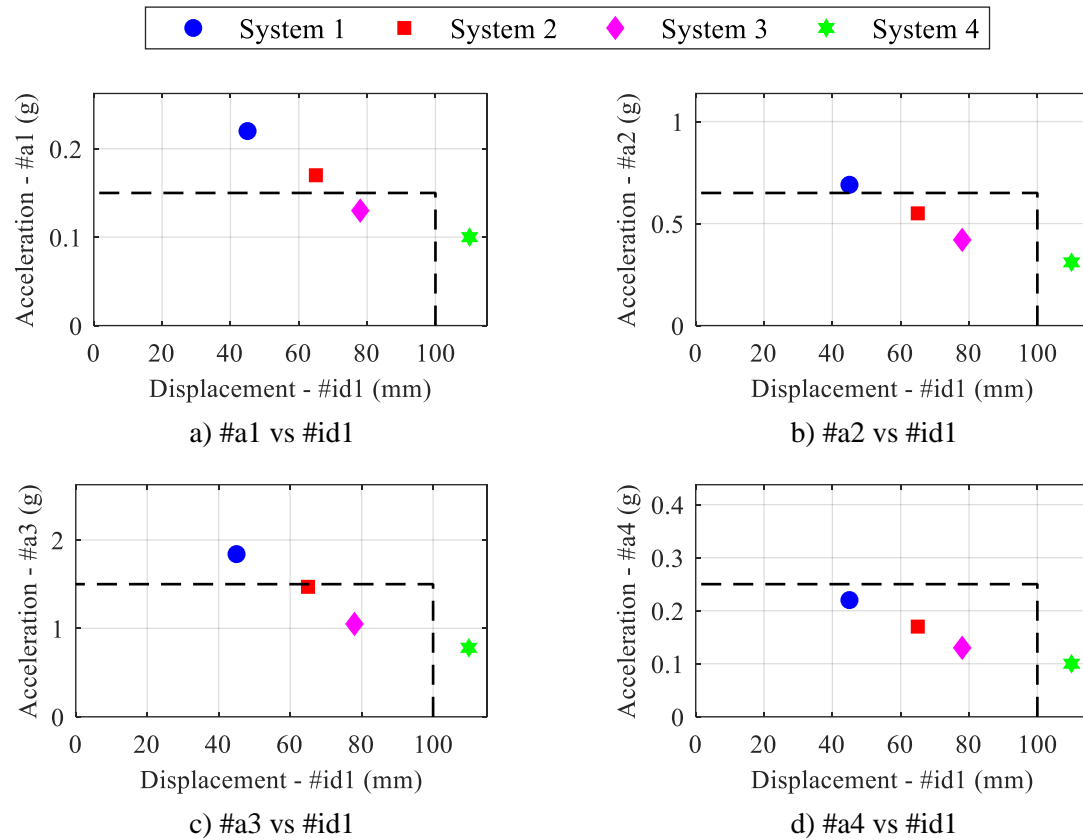 System 1 System 2 System 3 System 4
Acceleration - #a1 (g)
0.2
0.1
0
0 20 40 60 80 100
Displacement - #id1 (mm)
a) #a1 vs #id1
Acceleration - #a2 (g)
1
0.5
0
0 20 40 60 80 100
Displacement - #id1 (mm)
b) #a2 vs #id1
Acceleration - #a3 (g)
2
1
0
0 20 40 60 80 100
Displacement - #id1 (mm)
c) #a3 vs #id1
Acceleration - #a4 (g)
0.4
0.3
0.2
0.1
0
0 20 40 60 80 100
Displacement - #id1 (mm)
d) #a4 vs #id1